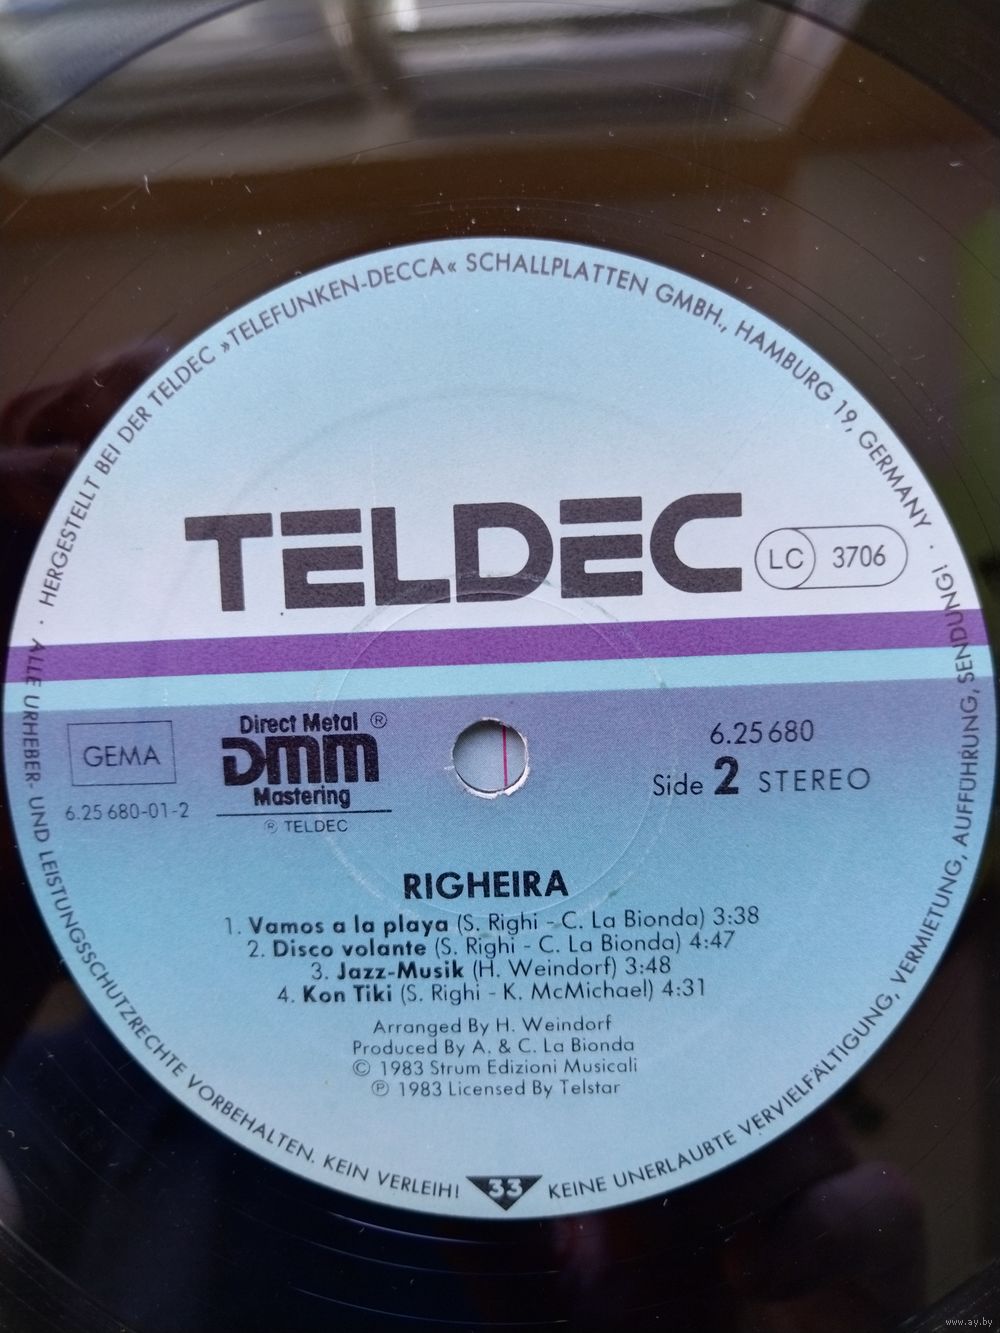 · HERGESTELLT BEI DER TELDEC »TELEFUNKEN-DECCA« SCHALLPLATTEN GMBH., HAMBURG 19, GERMANY ·
TELDEC
LC 3706
Direct Metal ®
DMM
Mastering
℗ TELDEC
GEMA
6.25 680-01-2
6.25 680
Side 2 STEREO
RIGHEIRA
1. Vamos a la playa (S. Righi - C. La Bionda) 3:38
2. Disco volante (S. Righi - C. La Bionda) 4:47
3. Jazz-Musik (H. Weindorf) 3:48
4. Kon Tiki (S. Righi - K. McMichael) 4:31
Arranged By H. Weindorf
Produced By A. & C. La Bionda
© 1983 Strum Edizioni Musicali
℗ 1983 Licensed By Telstar
ALLE URHEBER- UND LEISTUNGSSCHUTZRECHTE VORBEHALTEN. KEIN VERLEIH! 33 KEINE UNERLAUBTE VERVIELFÄLTIGUNG, VERMIETUNG, AUFFÜHRUNG, SENDUNG!
www.ay.by